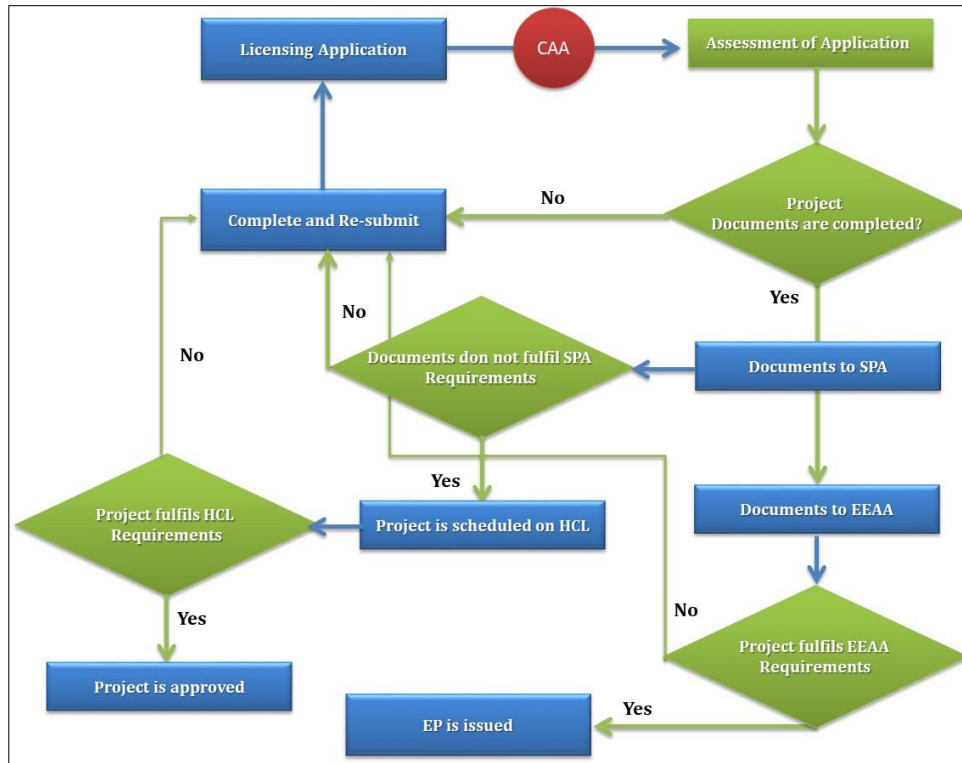 Licensing Application
CAA
Assessment of Application
No
Project
Documents are completed?
Complete and Re-submit
Yes
No
Documents don not fulfil SPA
Requirements
Documents to SPA
No
Yes
Project fulfils HCL
Requirements
Project is scheduled on HCL
Documents to EEAA
Yes
No
Project fulfils EEAA
Requirements
Project is approved
EP is issued
Yes